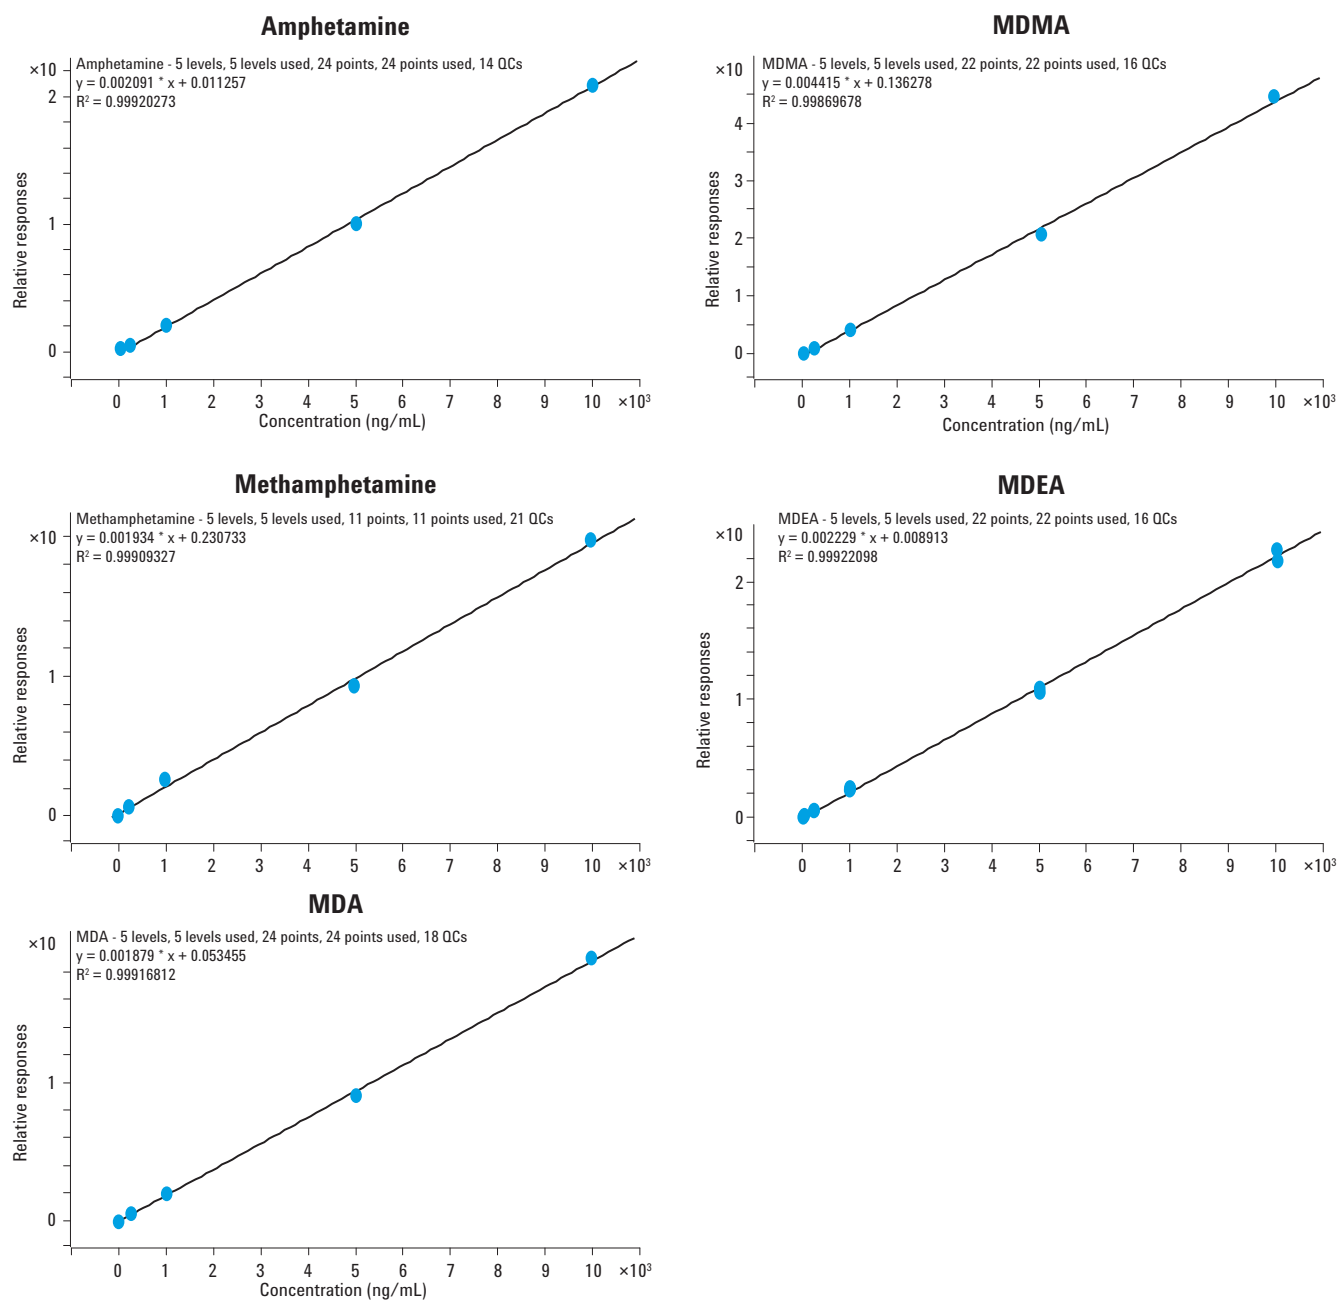 Amphetamine
Amphetamine - 5 levels, 5 levels used, 24 points, 24 points used, 14 QCs
y = 0.002091 * x + 0.011257
R² = 0.99920273
×10
2
1
0
Relative responses
0 1 2 3 4 5 6 7 8 9 10 ×10³
Concentration (ng/mL)
MDMA
MDMA - 5 levels, 5 levels used, 22 points, 22 points used, 16 QCs
y = 0.004415 * x + 0.136278
R² = 0.99869678
×10
4
3
2
1
0
Relative responses
0 1 2 3 4 5 6 7 8 9 10 ×10³
Concentration (ng/mL)
Methamphetamine
Methamphetamine - 5 levels, 5 levels used, 11 points, 11 points used, 21 QCs
y = 0.001934 * x + 0.230733
R² = 0.99909327
×10
1
0
Relative responses
0 1 2 3 4 5 6 7 8 9 10 ×10³
MDEA
MDEA - 5 levels, 5 levels used, 22 points, 22 points used, 16 QCs
y = 0.002229 * x + 0.008913
R² = 0.99922098
×10
2
1
0
Relative responses
0 1 2 3 4 5 6 7 8 9 10 ×10³
MDA
MDA - 5 levels, 5 levels used, 24 points, 24 points used, 18 QCs
y = 0.001879 * x + 0.053455
R² = 0.99916812
×10
1
0
Relative responses
0 1 2 3 4 5 6 7 8 9 10 ×10³
Concentration (ng/mL)